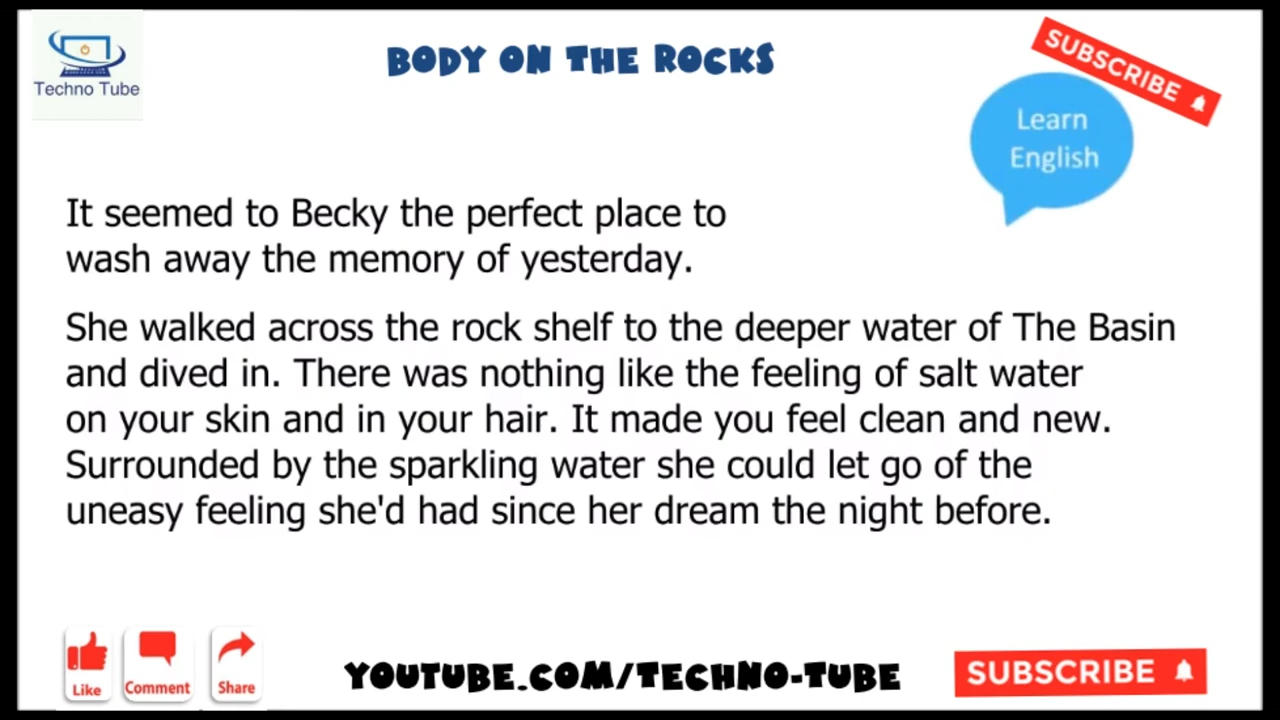 Techno Tube
BODY ON THE ROCKS
SUBSCRIBE
Learn
English
It seemed to Becky the perfect place to
wash away the memory of yesterday.
She walked across the rock shelf to the deeper water of The Basin
and dived in. There was nothing like the feeling of salt water
on your skin and in your hair. It made you feel clean and new.
Surrounded by the sparkling water she could let go of the
uneasy feeling she'd had since her dream the night before.
Like
Comment
Share
YOUTUBE.COM/TECHNO-TUBE
SUBSCRIBE